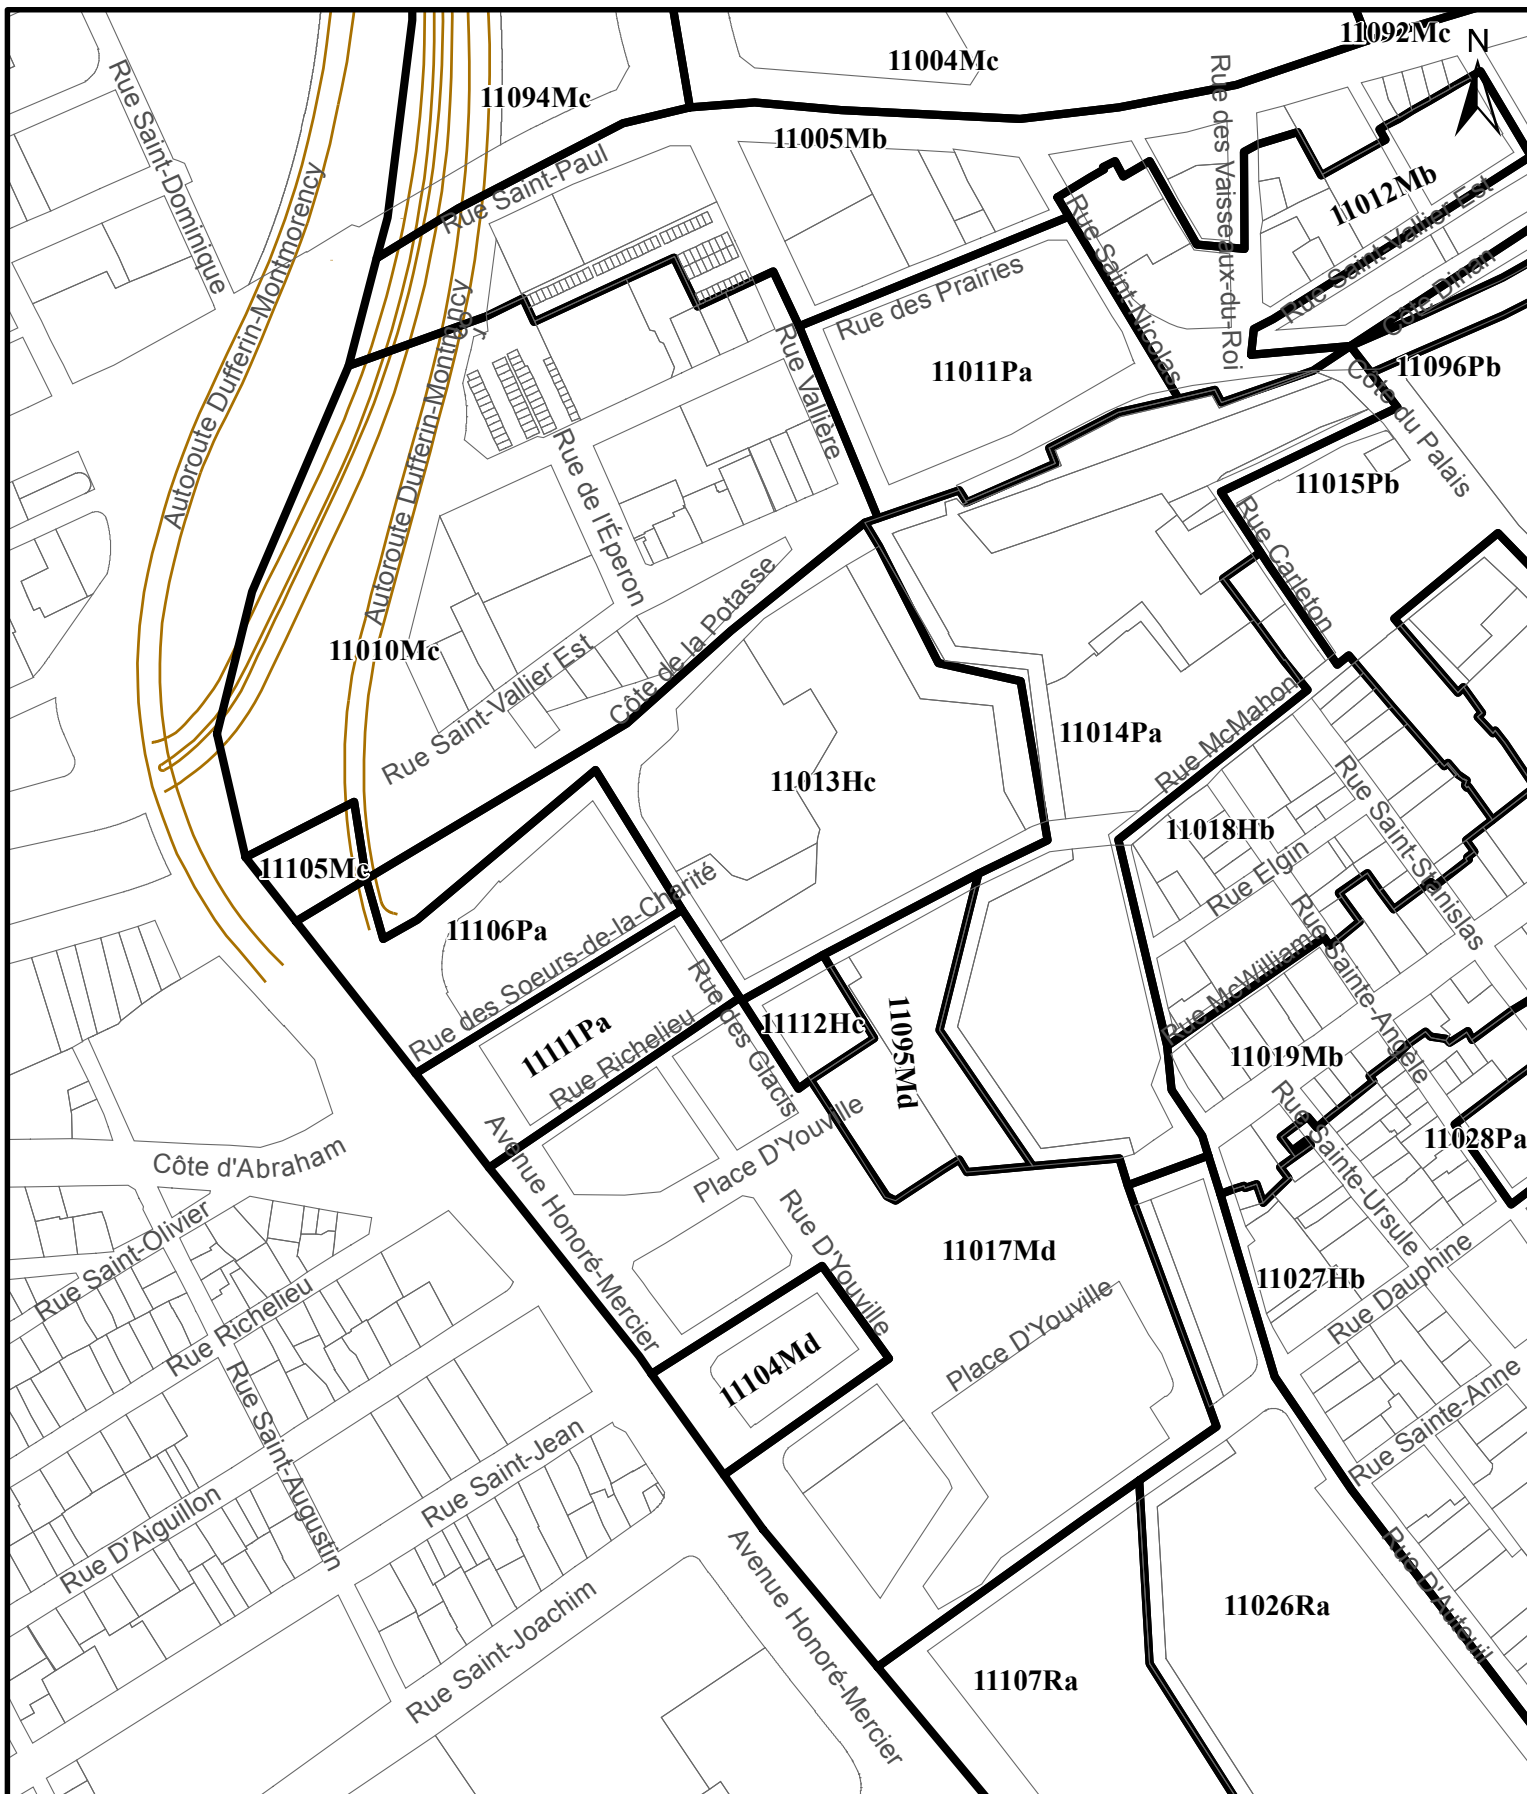 11092Mc
N
11004Mc
11094Mc
11005Mb
Rue Saint-Dominique
Rue des Vaisseaux-du-Roi
Rue Saint-Paul
11012Mb
Autoroute Dufferin-Montmorency
Rue Saint-Nicolas
Rue Saint-Vallier Est
Côte Dinan
Rue des Prairies
Autoroute Dufferin-Montmorency
Rue Vallière
11011Pa
11096Pb
Côte du Palais
Rue de l'Éperon
11015Pb
Rue Carleton
11010Mc
Rue Saint-Vallier Est
Côte de la Potasse
11014Pa
Rue McMahon
11013Hc
11018Hb
Rue Saint-Stanislas
Rue Elgin
11105Mc
11106Pa
Rue des Soeurs-de-la-Charité
Rue McWilliams
Rue Sainte-Angèle
Rue des Glacis
11111Pa
Rue Richelieu
11112Hc
11095Md
11019Mb
Rue Sainte-Ursule
11028Pa
Avenue Honoré-Mercier
Place D'Youville
Côte d'Abraham
Rue Saint-Olivier
Rue D'Youville
11017Md
11027Hb
Rue Dauphine
Rue Richelieu
Place D'Youville
11104Md
Rue Saint-Augustin
Rue Sainte-Anne
Rue Saint-Jean
Rue D'Aiguillon
Rue D'Auteuil
Avenue Honoré-Mercier
Rue Saint-Joachim
11026Ra
11107Ra